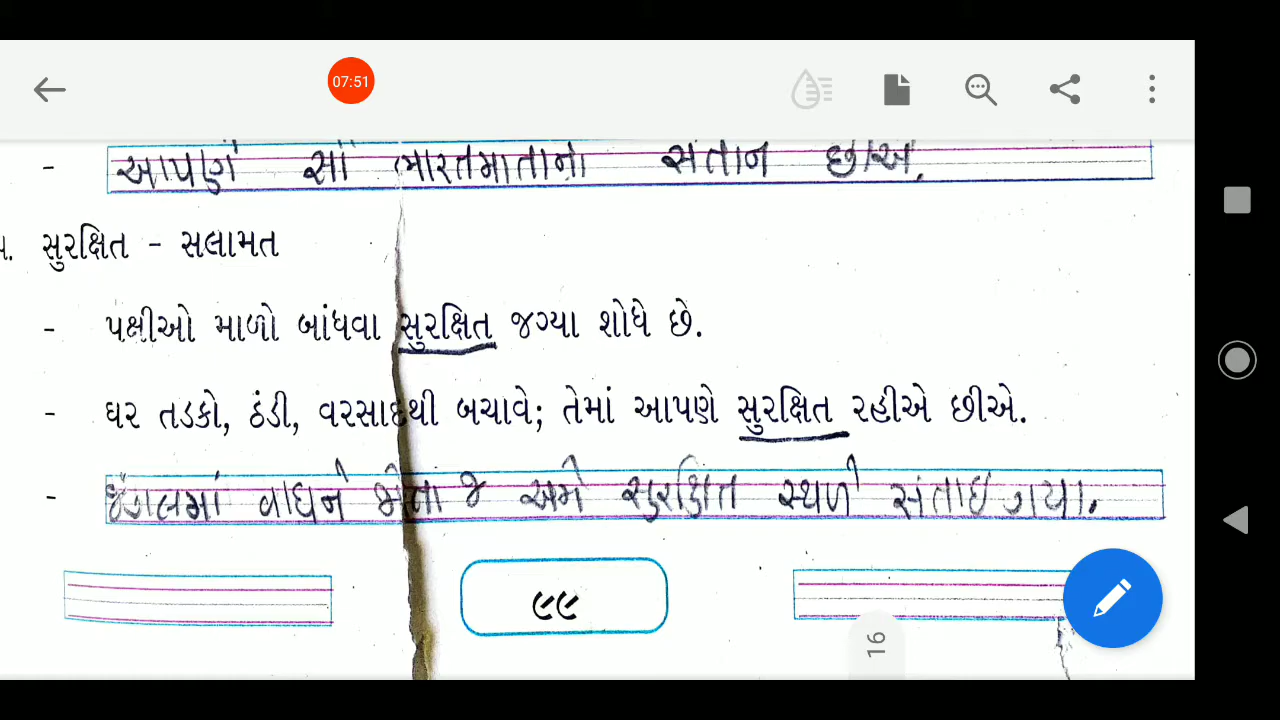 07:51
- આપણે સૌ ભારતમાતાનાં સંતાન છીએ.
૫. સુરક્ષિત - સલામત
- પક્ષીઓ માળો બાંધવા સુરક્ષિત જગ્યા શોધે છે.
- ઘર તડકો, ઠંડી, વરસાદથી બચાવે; તેમાં આપણે સુરક્ષિત રહીએ છીએ.
- જંગલમાં વાઘને જોતાં જ અમે સુરક્ષિત સ્થળે સંતાઇ ગયા.
૯૯
16